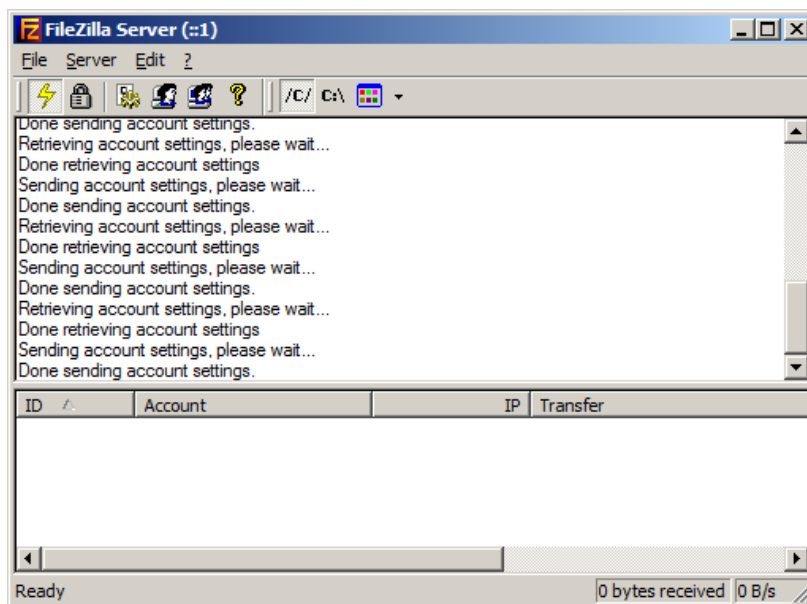 FileZilla Server (::1)
File Server Edit ?
/C/ C:\
Done sending account settings.
Retrieving account settings, please wait...
Done retrieving account settings
Sending account settings, please wait...
Done sending account settings.
Retrieving account settings, please wait...
Done retrieving account settings
Sending account settings, please wait...
Done sending account settings.
Retrieving account settings, please wait...
Done retrieving account settings
Sending account settings, please wait...
Done sending account settings.
ID Account IP Transfer
Ready 0 bytes received 0 B/s